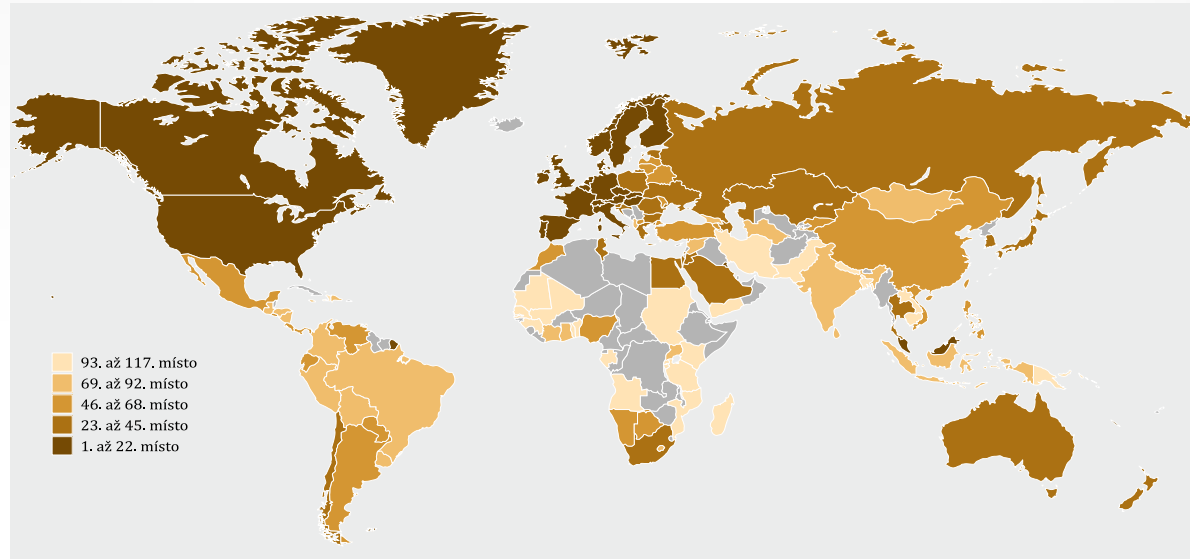 93. až 117. místo
69. až 92. místo
46. až 68. místo
23. až 45. místo
1. až 22. místo